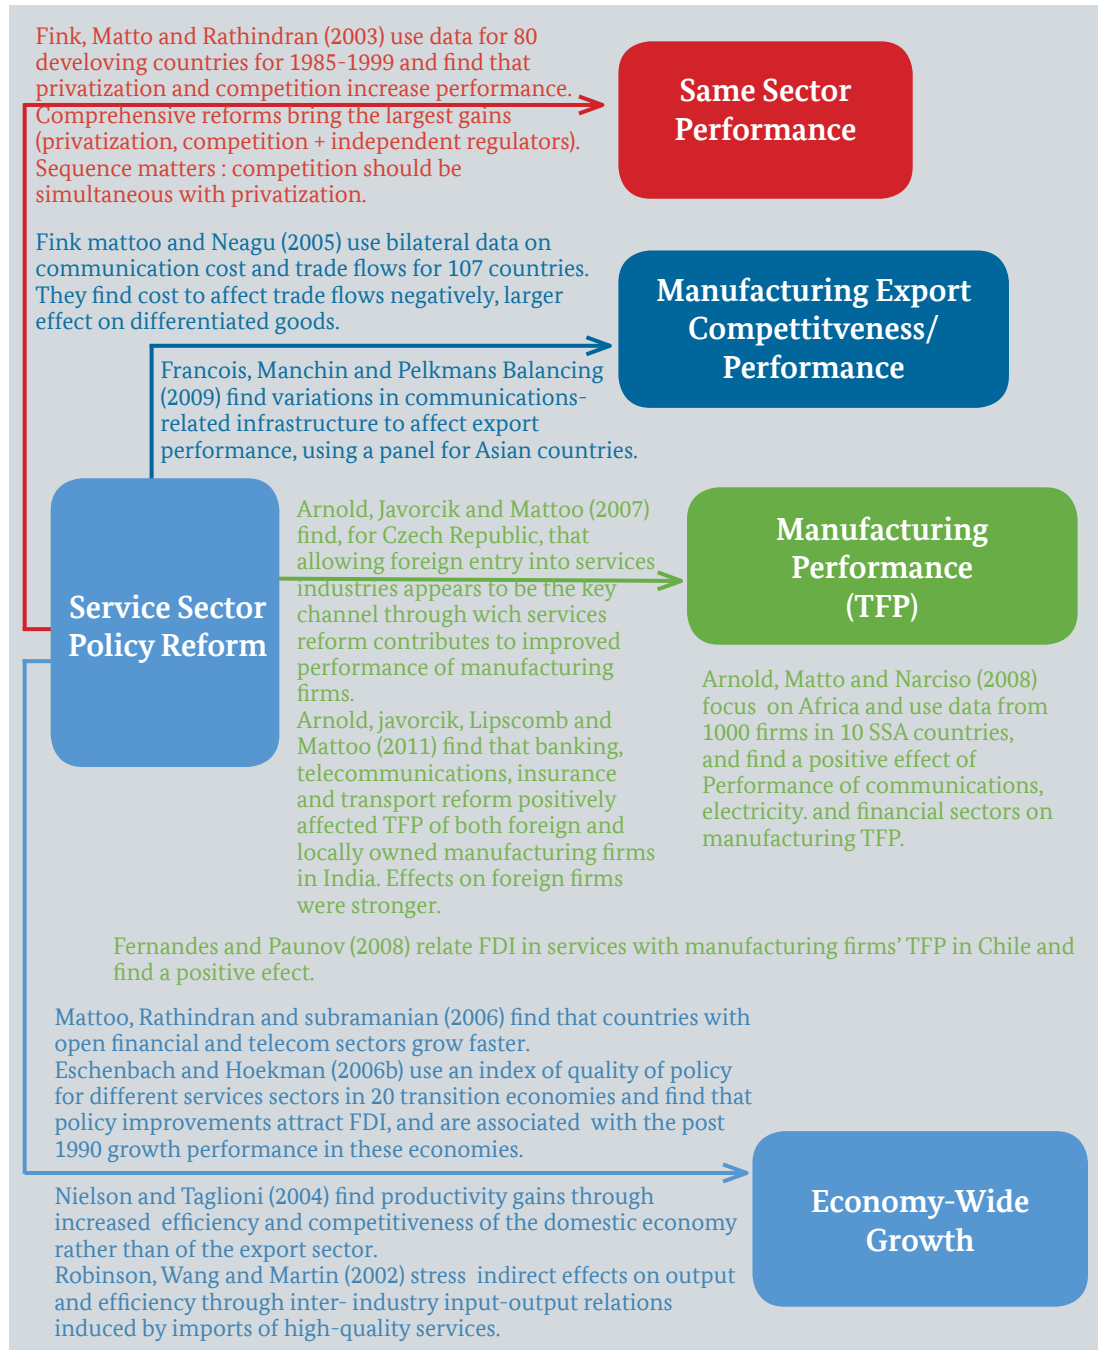 Fink, Matto and Rathindran (2003) use data for 80
develoving countries for 1985-1999 and find that
privatization and competition increase performance.
Comprehensive reforms bring the largest gains
(privatization, competition + independent regulators).
Sequence matters : competition should be
simultaneous with privatization.
Same Sector
Performance
Fink mattoo and Neagu (2005) use bilateral data on
communication cost and trade flows for 107 countries.
They find cost to affect trade flows negatively, larger
effect on differentiated goods.
Manufacturing Export
Compettitveness/
Performance
Francois, Manchin and Pelkmans Balancing
(2009) find variations in communications-
related infrastructure to affect export
performance, using a panel for Asian countries.
Service Sector
Policy Reform
Arnold, Javorcik and Mattoo (2007)
find, for Czech Republic, that
allowing foreign entry into services
industries appears to be the key
channel through wich services
reform contributes to improved
performance of manufacturing
firms.
Arnold, javorcik, Lipscomb and
Mattoo (2011) find that banking,
telecommunications, insurance
and transport reform positively
affected TFP of both foreign and
locally owned manufacturing firms
in India. Effects on foreign firms
were stronger.
Manufacturing
Performance
(TFP)
Arnold, Matto and Narciso (2008)
focus on Africa and use data from
1000 firms in 10 SSA countries,
and find a positive effect of
Performance of communications,
electricity. and financial sectors on
manufacturing TFP.
Fernandes and Paunov (2008) relate FDI in services with manufacturing firms' TFP in Chile and
find a positive efect.
Mattoo, Rathindran and subramanian (2006) find that countries with
open financial and telecom sectors grow faster.
Eschenbach and Hoekman (2006b) use an index of quality of policy
for different services sectors in 20 transition economies and find that
policy improvements attract FDI, and are associated with the post
1990 growth performance in these economies.
Nielson and Taglioni (2004) find productivity gains through
increased efficiency and competitiveness of the domestic economy
rather than of the export sector.
Robinson, Wang and Martin (2002) stress indirect effects on output
and efficiency through inter- industry input-output relations
induced by imports of high-quality services.
Economy-Wide
Growth